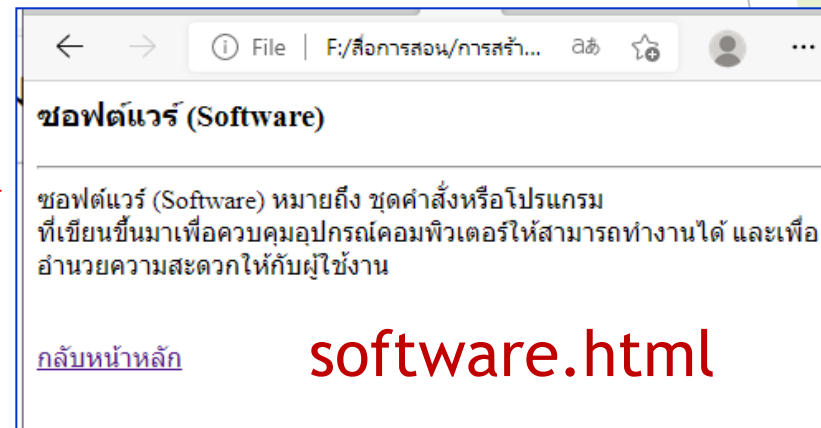 File | F:/สื่อการสอน/การสร้า... aあ ...
ซอฟต์แวร์ (Software)
ซอฟต์แวร์ (Software) หมายถึง ชุดคำสั่งหรือโปรแกรม
ที่เขียนขึ้นมาเพื่อควบคุมอุปกรณ์คอมพิวเตอร์ให้สามารถทำงานได้ และเพื่อ
อำนวยความสะดวกให้กับผู้ใช้งาน
กลับหน้าหลัก
software.html